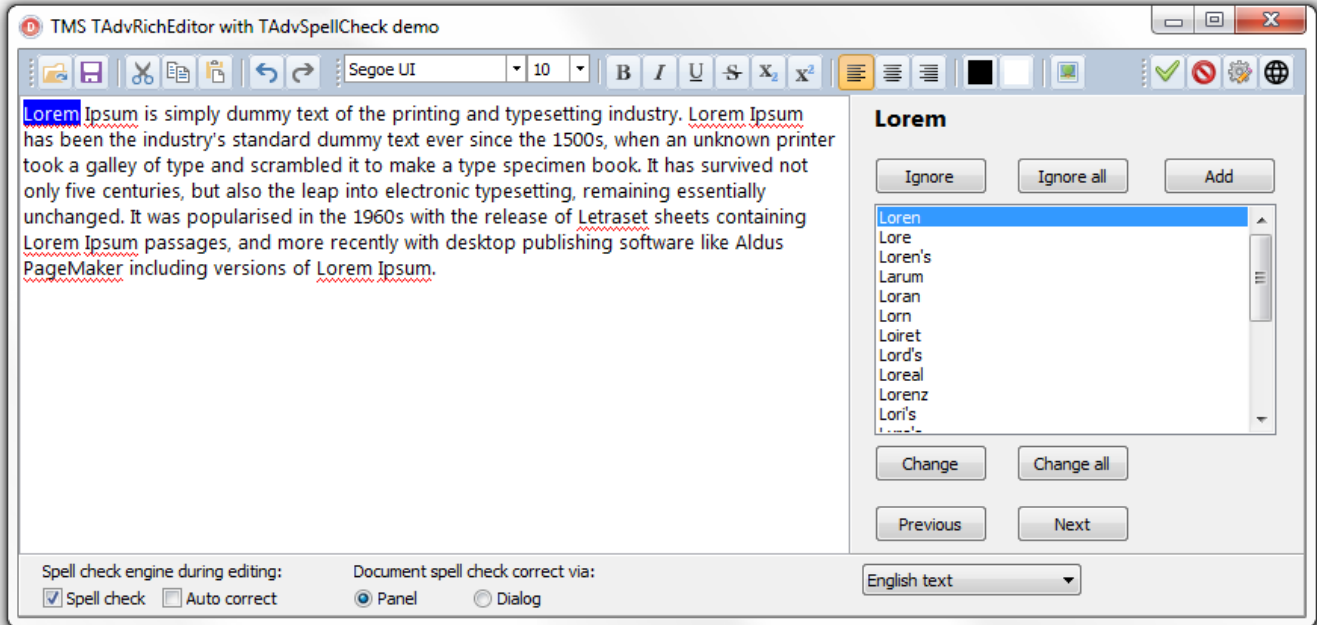 TMS TAdvRichEditor with TAdvSpellCheck demo
Segoe UI 10 B I U S X₂ x²
Lorem Ipsum is simply dummy text of the printing and typesetting industry. Lorem Ipsum
has been the industry's standard dummy text ever since the 1500s, when an unknown printer
took a galley of type and scrambled it to make a type specimen book. It has survived not
only five centuries, but also the leap into electronic typesetting, remaining essentially
unchanged. It was popularised in the 1960s with the release of Letraset sheets containing
Lorem Ipsum passages, and more recently with desktop publishing software like Aldus
PageMaker including versions of Lorem Ipsum.
Lorem
Ignore Ignore all Add
Loren
Lore
Loren's
Larum
Loran
Lorn
Loiret
Lord's
Loreal
Lorenz
Lori's
Change Change all
Previous Next
Spell check engine during editing:
Spell check Auto correct
Document spell check correct via:
Panel Dialog
English text